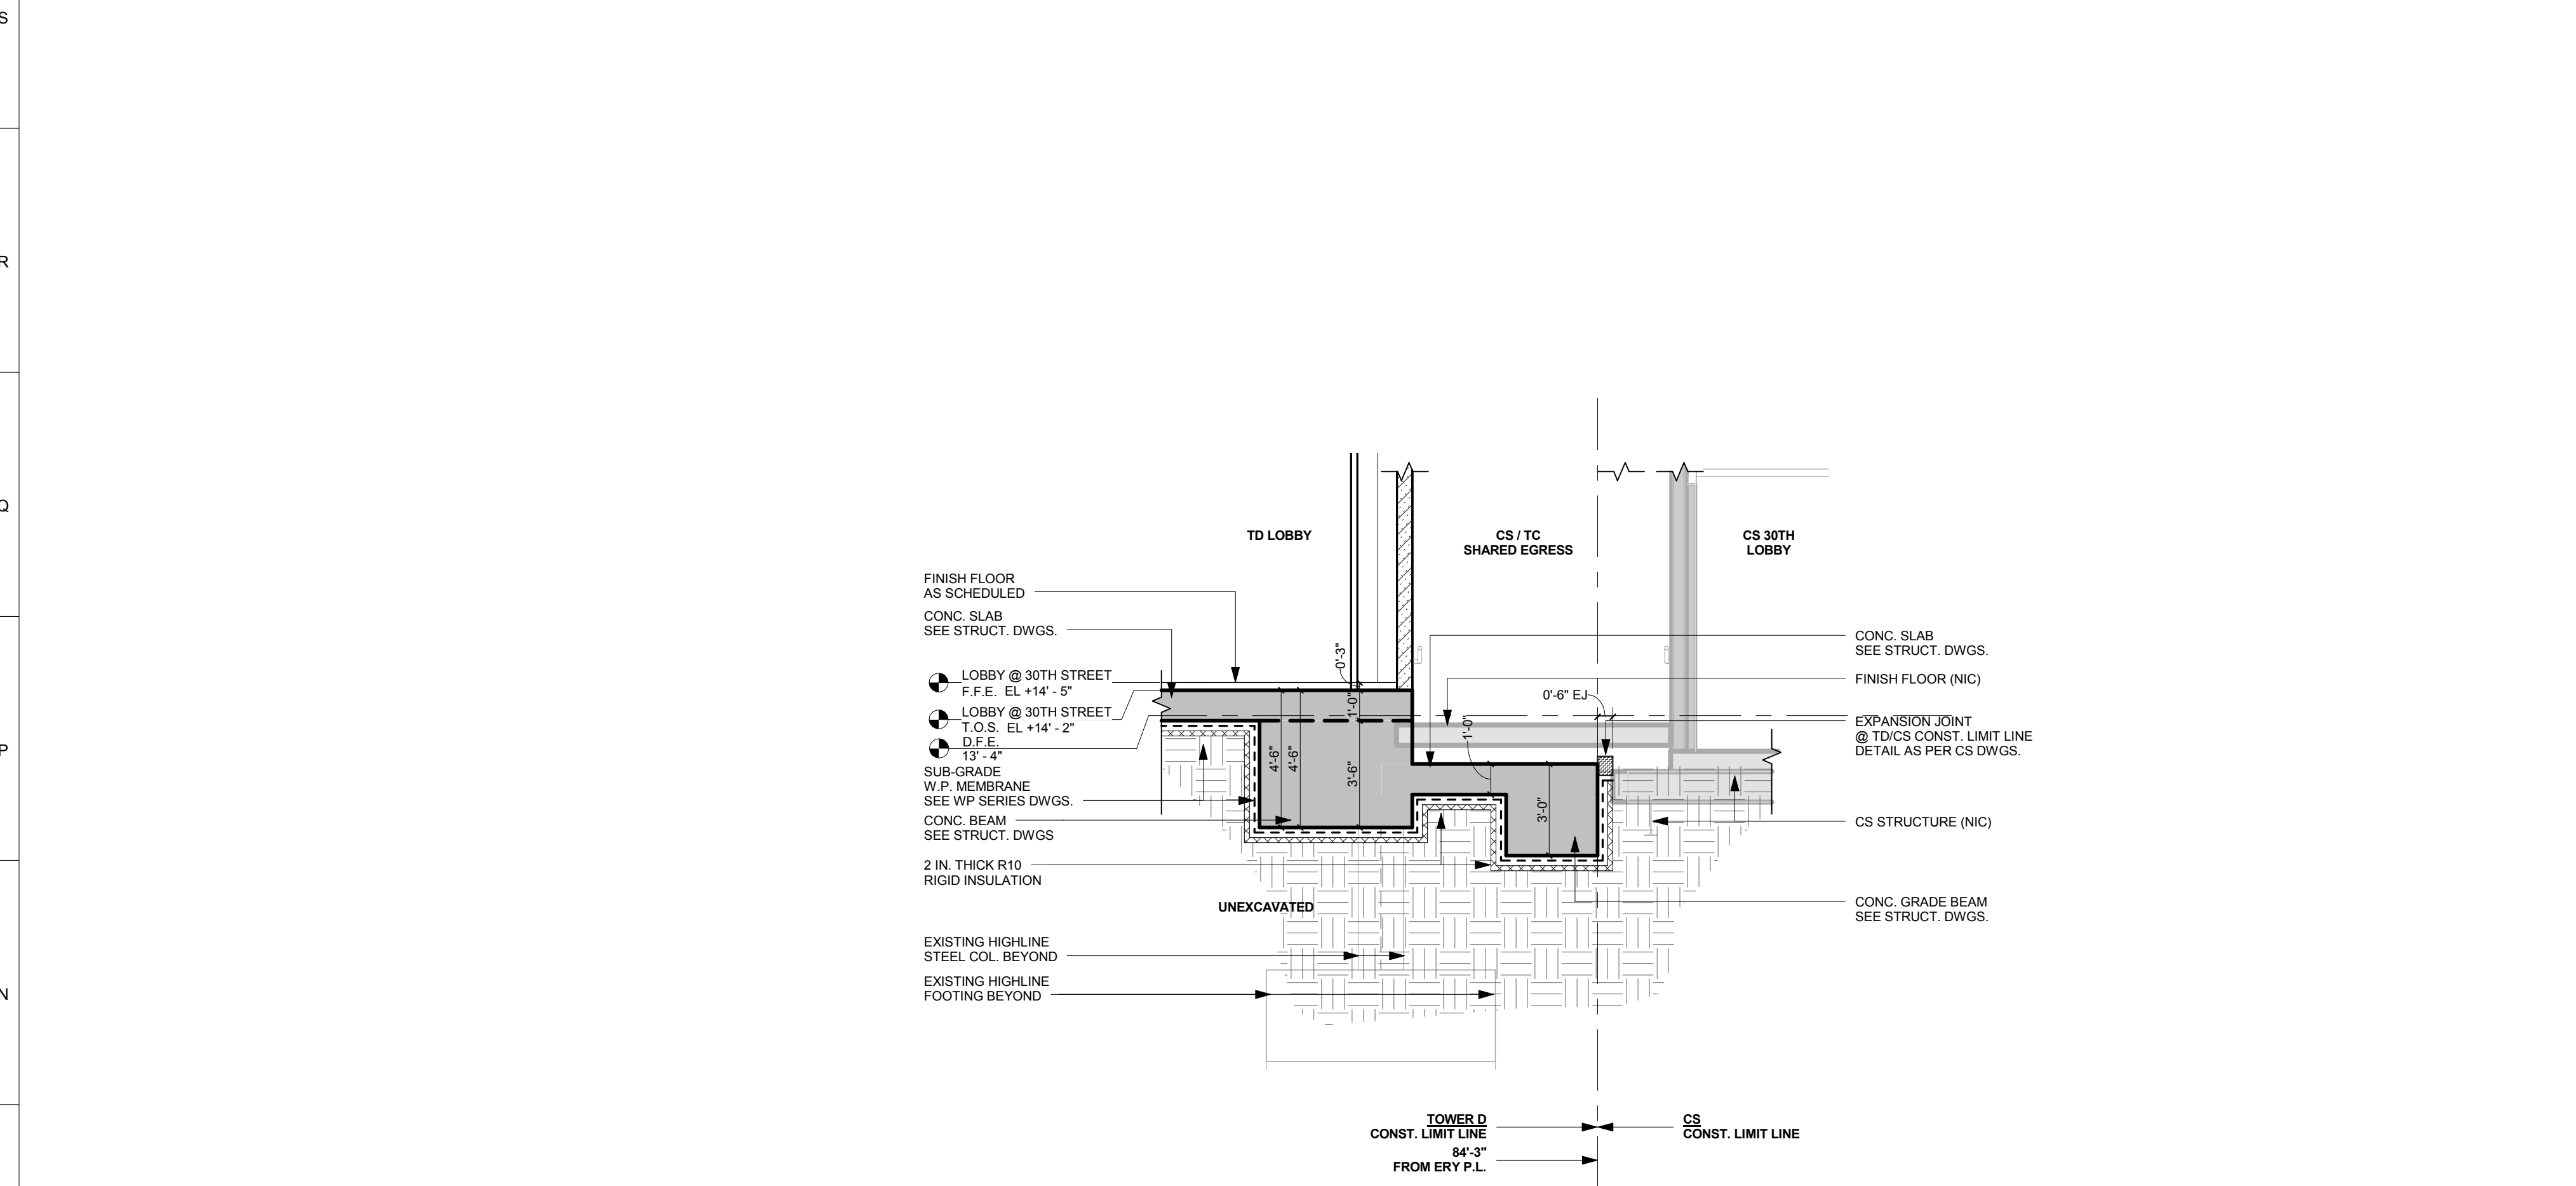 S
R
Q
P
N
TD LOBBY
CS / TC
SHARED EGRESS
CS 30TH
LOBBY
FINISH FLOOR
AS SCHEDULED
CONC. SLAB
SEE STRUCT. DWGS.
LOBBY @ 30TH STREET
F.F.E. EL +14' - 5"
LOBBY @ 30TH STREET
T.O.S. EL +14' - 2"
D.F.E.
13' - 4"
SUB-GRADE
W.P. MEMBRANE
SEE WP SERIES DWGS.
CONC. BEAM
SEE STRUCT. DWGS
2 IN. THICK R10
RIGID INSULATION
UNEXCAVATED
EXISTING HIGHLINE
STEEL COL. BEYOND
EXISTING HIGHLINE
FOOTING BEYOND
0'-3"
1'-0"
4'-6"
4'-6"
3'-6"
1'-0"
3'-0"
0'-6" EJ
CONC. SLAB
SEE STRUCT. DWGS.
FINISH FLOOR (NIC)
EXPANSION JOINT
@ TD/CS CONST. LIMIT LINE
DETAIL AS PER CS DWGS.
CS STRUCTURE (NIC)
CONC. GRADE BEAM
SEE STRUCT. DWGS.
TOWER D
CONST. LIMIT LINE
84'-3"
FROM ERY P.L.
CS
CONST. LIMIT LINE